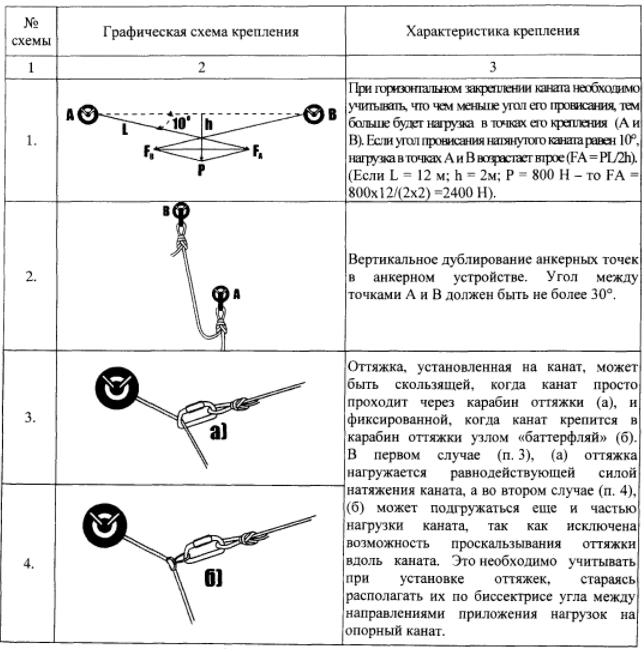 №
схемы
Графическая схема крепления
Характеристика крепления
1
2
3
1.
А
В
L
10°
h
FВ
FА
P
При горизонтальном закреплении каната необходимо
учитывать, что чем меньше угол его провисания, тем
больше будет нагрузка в точках его крепления (А и
В). Если угол провисания натянутого каната равен 10°,
нагрузка в точках А и В возрастает втрое (FA = PL/2h).
(Если L = 12 м; h = 2м; P = 800 Н – то FA =
800x12/(2x2) =2400 Н).
2.
В
А
Вертикальное дублирование анкерных точек
в анкерном устройстве. Угол между
точками А и В должен быть не более 30°.
3.
а)
Оттяжка, установленная на канат, может
быть скользящей, когда канат просто
проходит через карабин оттяжки (а), и
фиксированной, когда канат крепится в
карабин оттяжки узлом «баттерфляй» (б).
В первом случае (п. 3), (а) оттяжка
нагружается равнодействующей силой
натяжения каната, а во втором случае (п. 4),
(б) может подгружаться еще и частью
нагрузки каната, так как исключена
возможность проскальзывания оттяжки
вдоль каната. Это необходимо учитывать
при установке оттяжек, стараясь
располагать их по биссектрисе угла между
направлениями приложения нагрузок на
опорный канат.
4.
б)